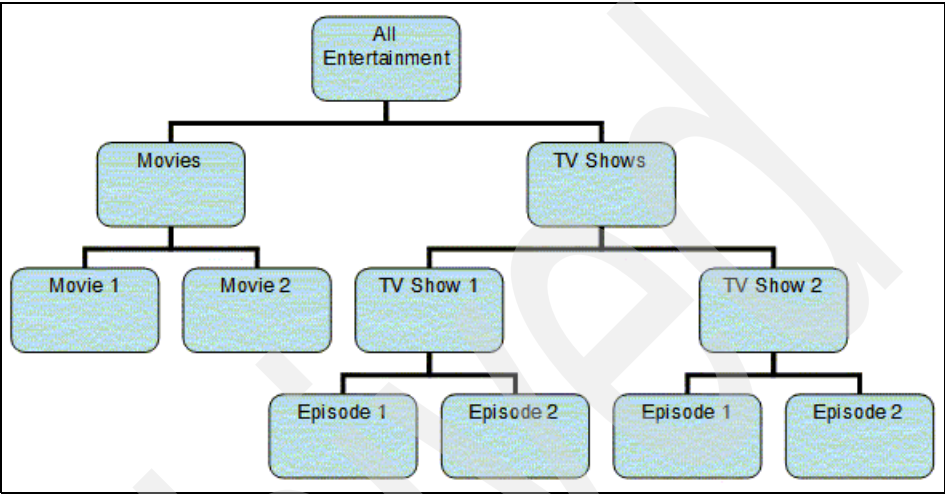 All
Entertainment
Movies
TV Shows
Movie 1
Movie 2
TV Show 1
TV Show 2
Episode 1
Episode 2
Episode 1
Episode 2